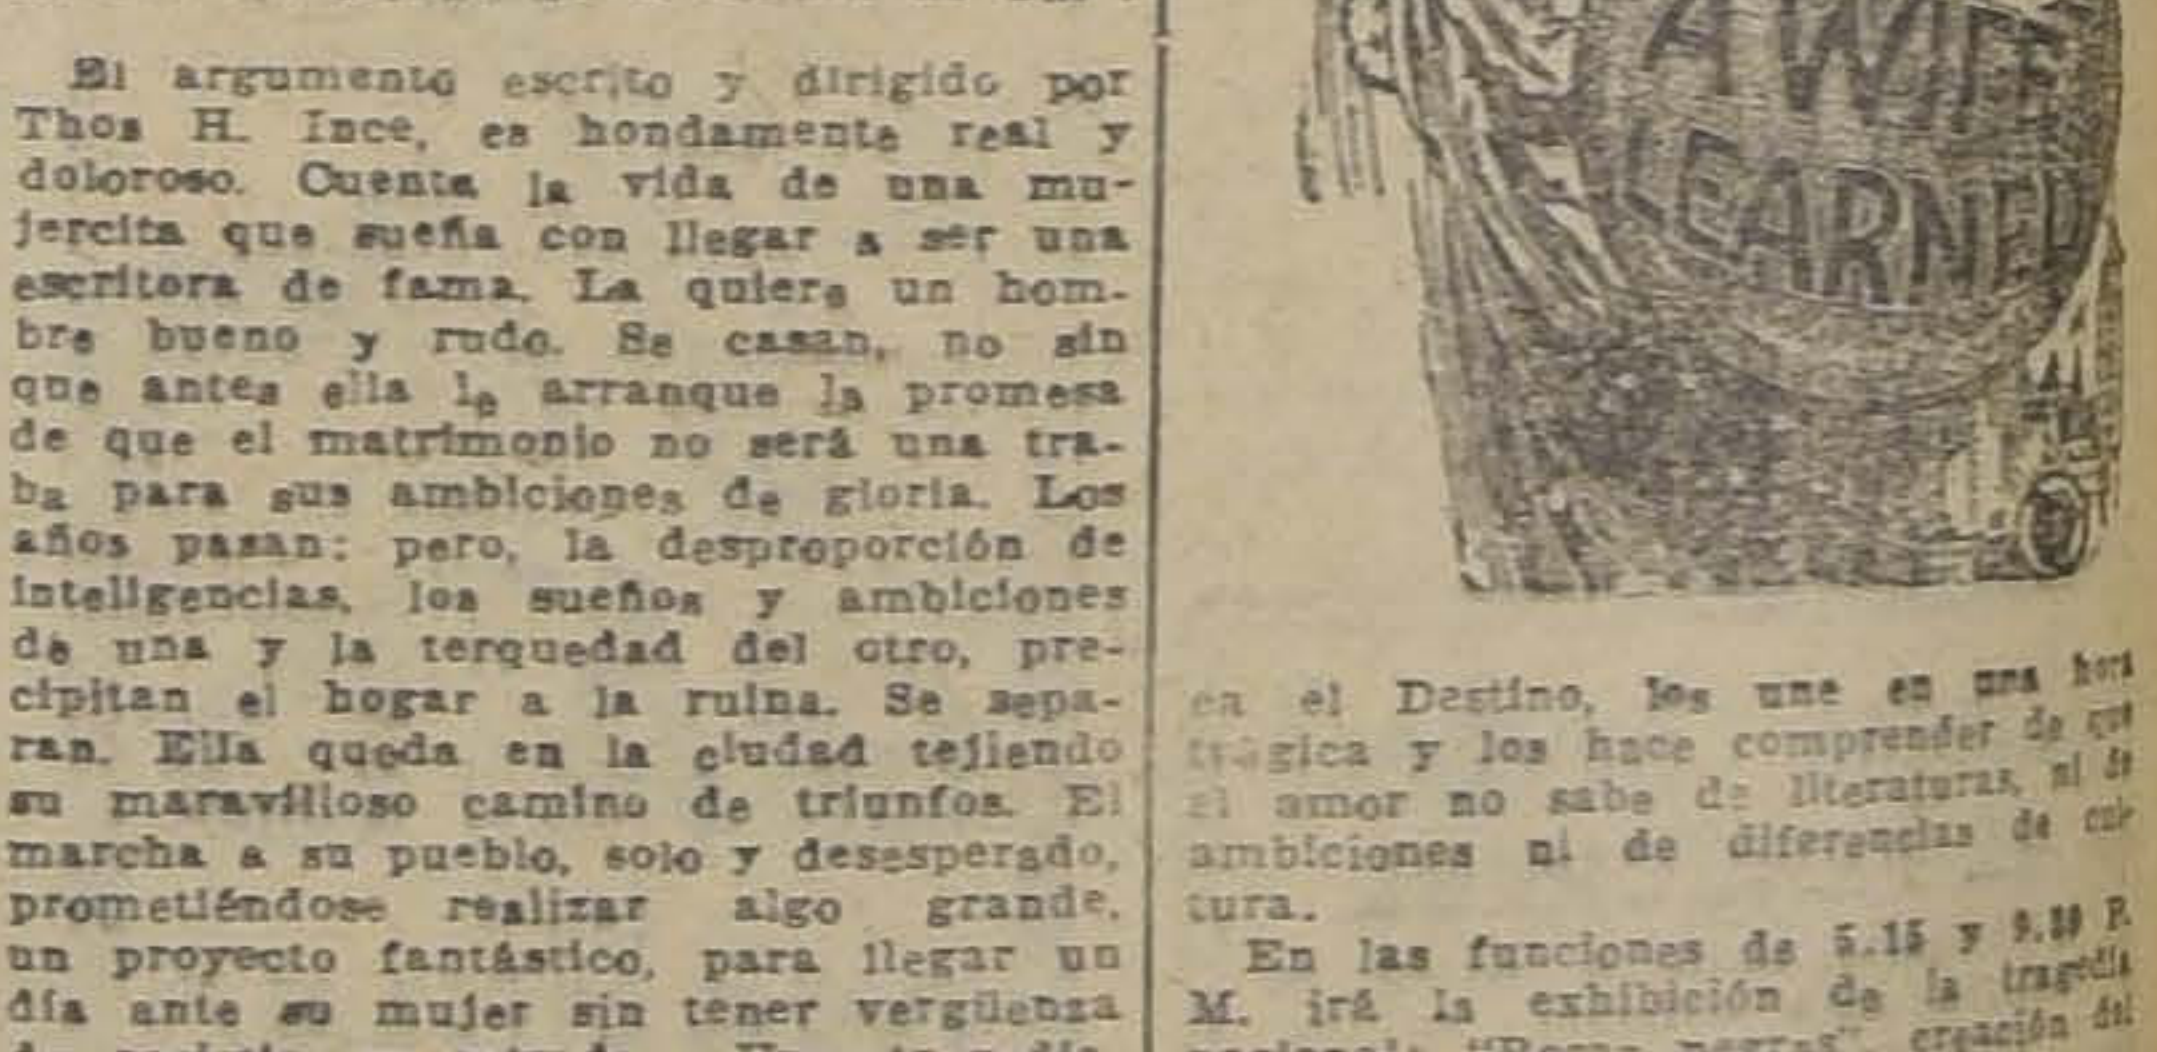 El argumento escrito y dirigido por
Thos H. Ince, es hondamente real y
doloroso. Cuenta la vida de una mu-
jercita que sueña con llegar a ser una
escritora de fama. La quiere un hom-
bre bueno y rudo. Se casan, no sin
que antes ella le arranque la promesa
de que el matrimonio no será una tra-
ba para sus ambiciones de gloria. Los
años pasan; pero, la desproporción de
inteligencias, los sueños y ambiciones
de una y la terquedad del otro, pre-
cipitan el hogar a la ruina. Se sepa-
ran. Ella queda en la ciudad tejiendo
su maravilloso camino de triunfos. El
marcha a su pueblo, solo y desesperado,
prometiéndose realizar algo grande,
un proyecto fantástico, para llegar un
día ante su mujer sin tener vergüenza
A WIFE
LEARNED
en el Destino, los une en una hora
trágica y los hace comprender de que
el amor no sabe de literaturas, ni de
ambiciones ni de diferencias de cul-
tura.
En las funciones de 5.15 y 9.30 P.
M. irá la exhibición de la tragedia
creación del